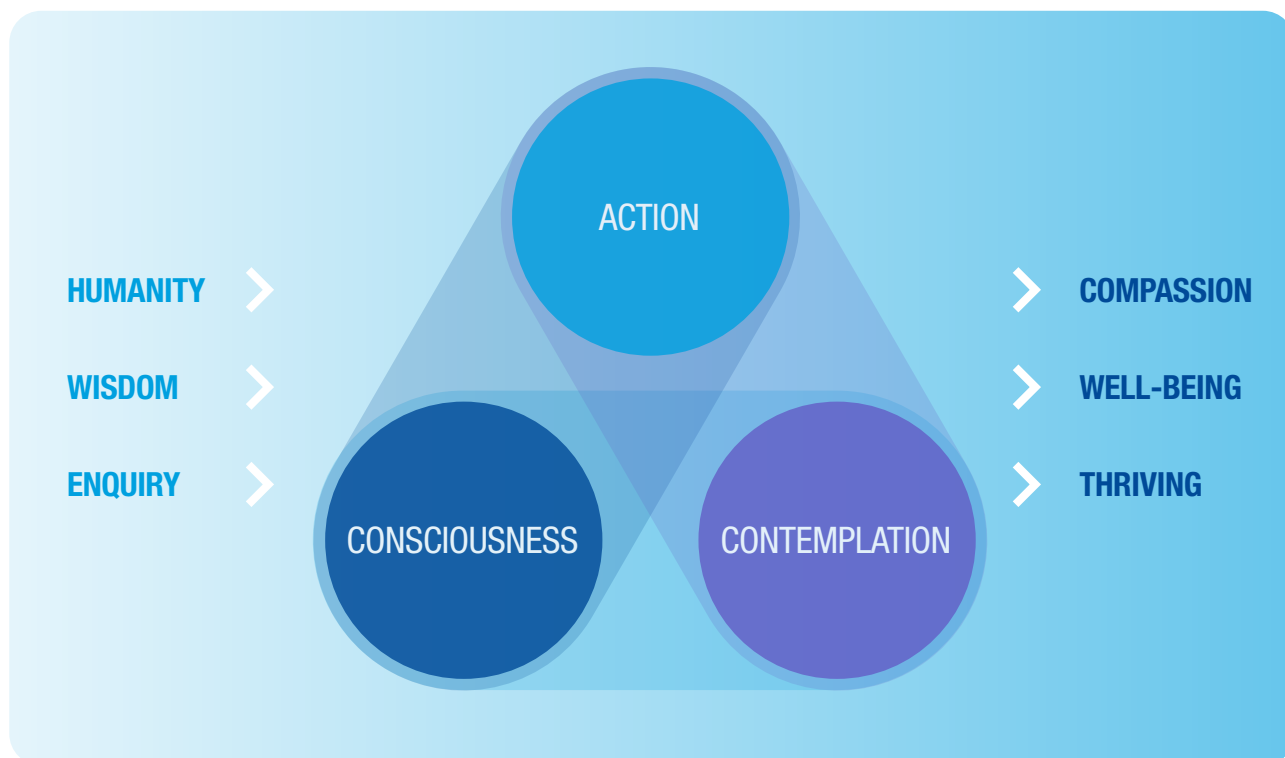 ACTION
HUMANITY
COMPASSION
WISDOM
WELL-BEING
ENQUIRY
THRIVING
CONSCIOUSNESS
CONTEMPLATION